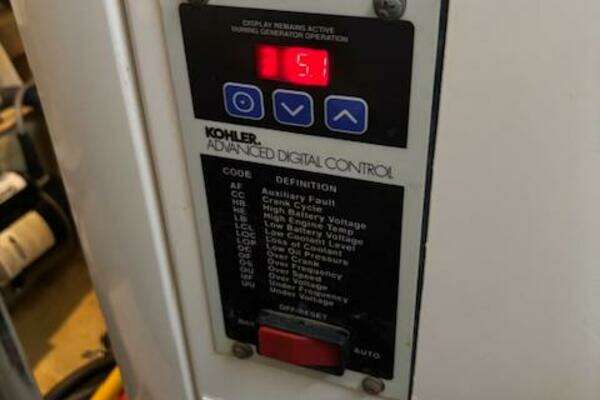 DISPLAY REMAINS ACTIVE
DURING GENERATOR OPERATION
5.1
KOHLER.
ADVANCED DIGITAL CONTROL
CODE DEFINITION
AF Auxiliary Fault
CC Crank Cycle
HB High Battery Voltage
HE High Engine Temp
LB Low Battery Voltage
LCL Low Coolant Level
LOC Loss of Coolant
LOP Low Oil Pressure
OC Over Crank
OF Over Frequency
OS Over Speed
OU Over Voltage
UF Under Frequency
UU Under Voltage
OFF-RESET
AUTO